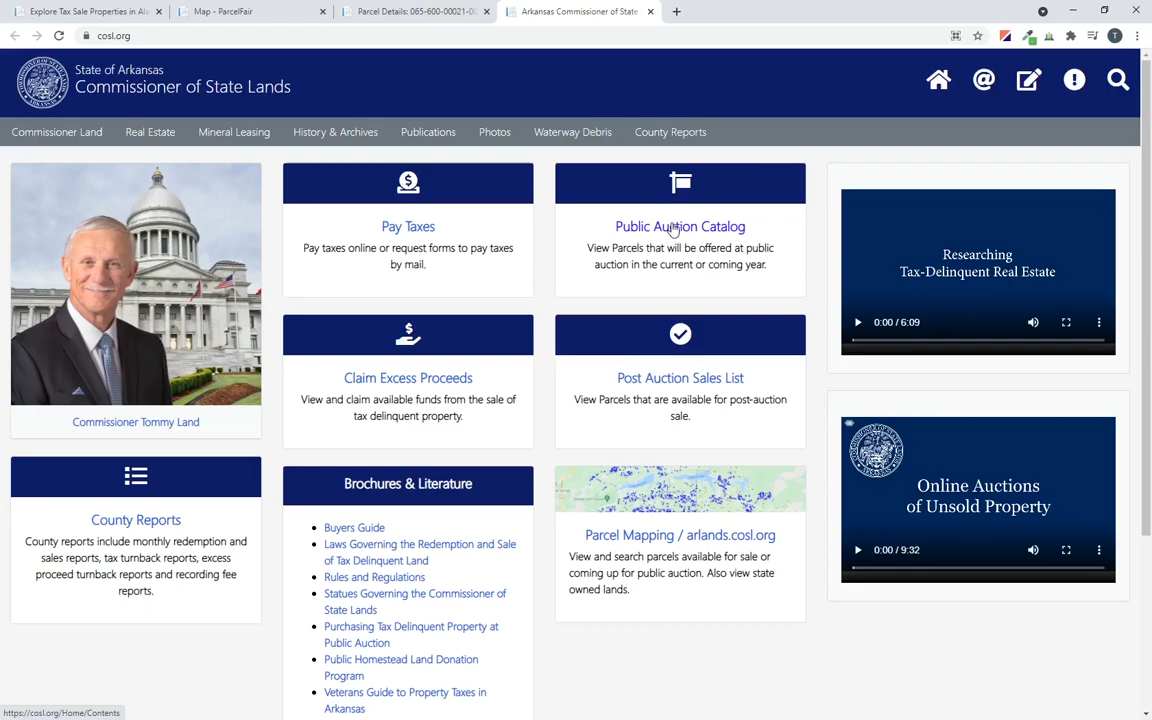 Explore Tax Sale Properties in Ala
Map - ParcelFair
Parcel Details: 065-600-00021-00
Arkansas Commissioner of State
cosl.org
T
State of Arkansas
Commissioner of State Lands
Commissioner Land
Real Estate
Mineral Leasing
History & Archives
Publications
Photos
Waterway Debris
County Reports
Commissioner Tommy Land
County Reports
County reports include monthly redemption and
sales reports, tax turnback reports, excess
proceed turnback reports and recording fee
reports.
Pay Taxes
Pay taxes online or request forms to pay taxes
by mail.
Claim Excess Proceeds
View and claim available funds from the sale of
tax delinquent property.
Brochures & Literature
Buyers Guide
Laws Governing the Redemption and Sale
of Tax Delinquent Land
Rules and Regulations
Statues Governing the Commissioner of
State Lands
Purchasing Tax Delinquent Property at
Public Auction
Public Homestead Land Donation
Program
Veterans Guide to Property Taxes in
Arkansas
Public Auction Catalog
View Parcels that will be offered at public
auction in the current or coming year.
Post Auction Sales List
View Parcels that are available for post-auction
sale.
Parcel Mapping / arlands.cosl.org
View and search parcels available for sale or
coming up for public auction. Also view state
owned lands.
Researching
Tax-Delinquent Real Estate
0:00 / 6:09
Online Auctions
of Unsold Property
0:00 / 9:32
https://cosl.org/Home/Contents